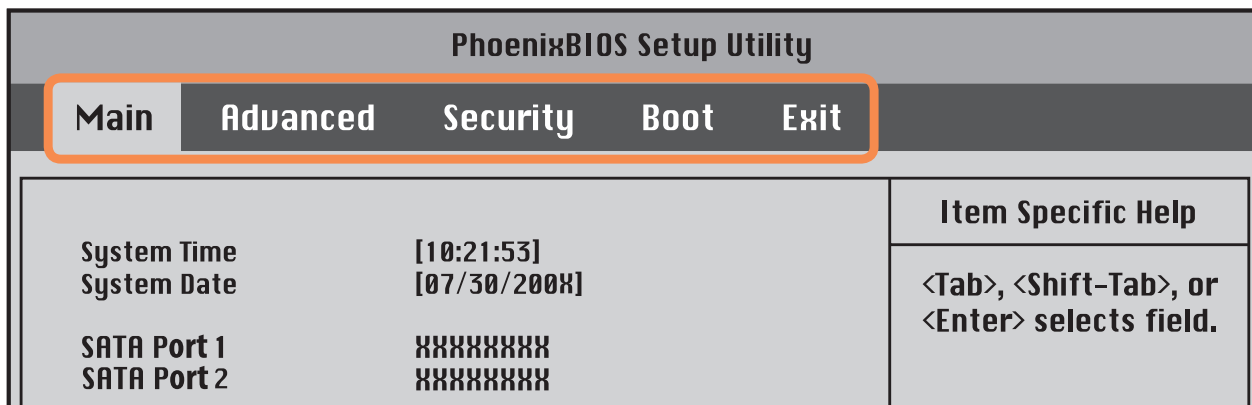 PhoenixBIOS Setup Utility
Main Advanced Security Boot Exit
System Time [10:21:53]
System Date [07/30/200X]
SATA Port 1 XXXXXXXX
SATA Port 2 XXXXXXXX
Item Specific Help
<Tab>, <Shift-Tab>, or
<Enter> selects field.